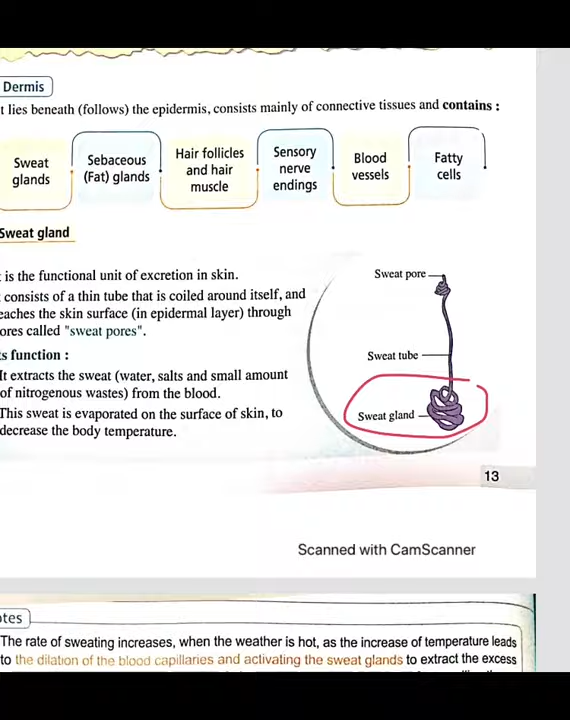 Dermis
t lies beneath (follows) the epidermis, consists mainly of connective tissues and contains :
Sweat glands
Sebaceous (Fat) glands
Hair follicles and hair muscle
Sensory nerve endings
Blood vessels
Fatty cells
Sweat gland
t is the functional unit of excretion in skin.
consists of a thin tube that is coiled around itself, and
eaches the skin surface (in epidermal layer) through
ores called "sweat pores".
s function :
It extracts the sweat (water, salts and small amount
of nitrogenous wastes) from the blood.
This sweat is evaporated on the surface of skin, to
decrease the body temperature.
Sweat pore
Sweat tube
Sweat gland
13
Scanned with CamScanner
otes
The rate of sweating increases, when the weather is hot, as the increase of temperature leads
to the dilation of the blood capillaries and activating the sweat glands to extract the excess